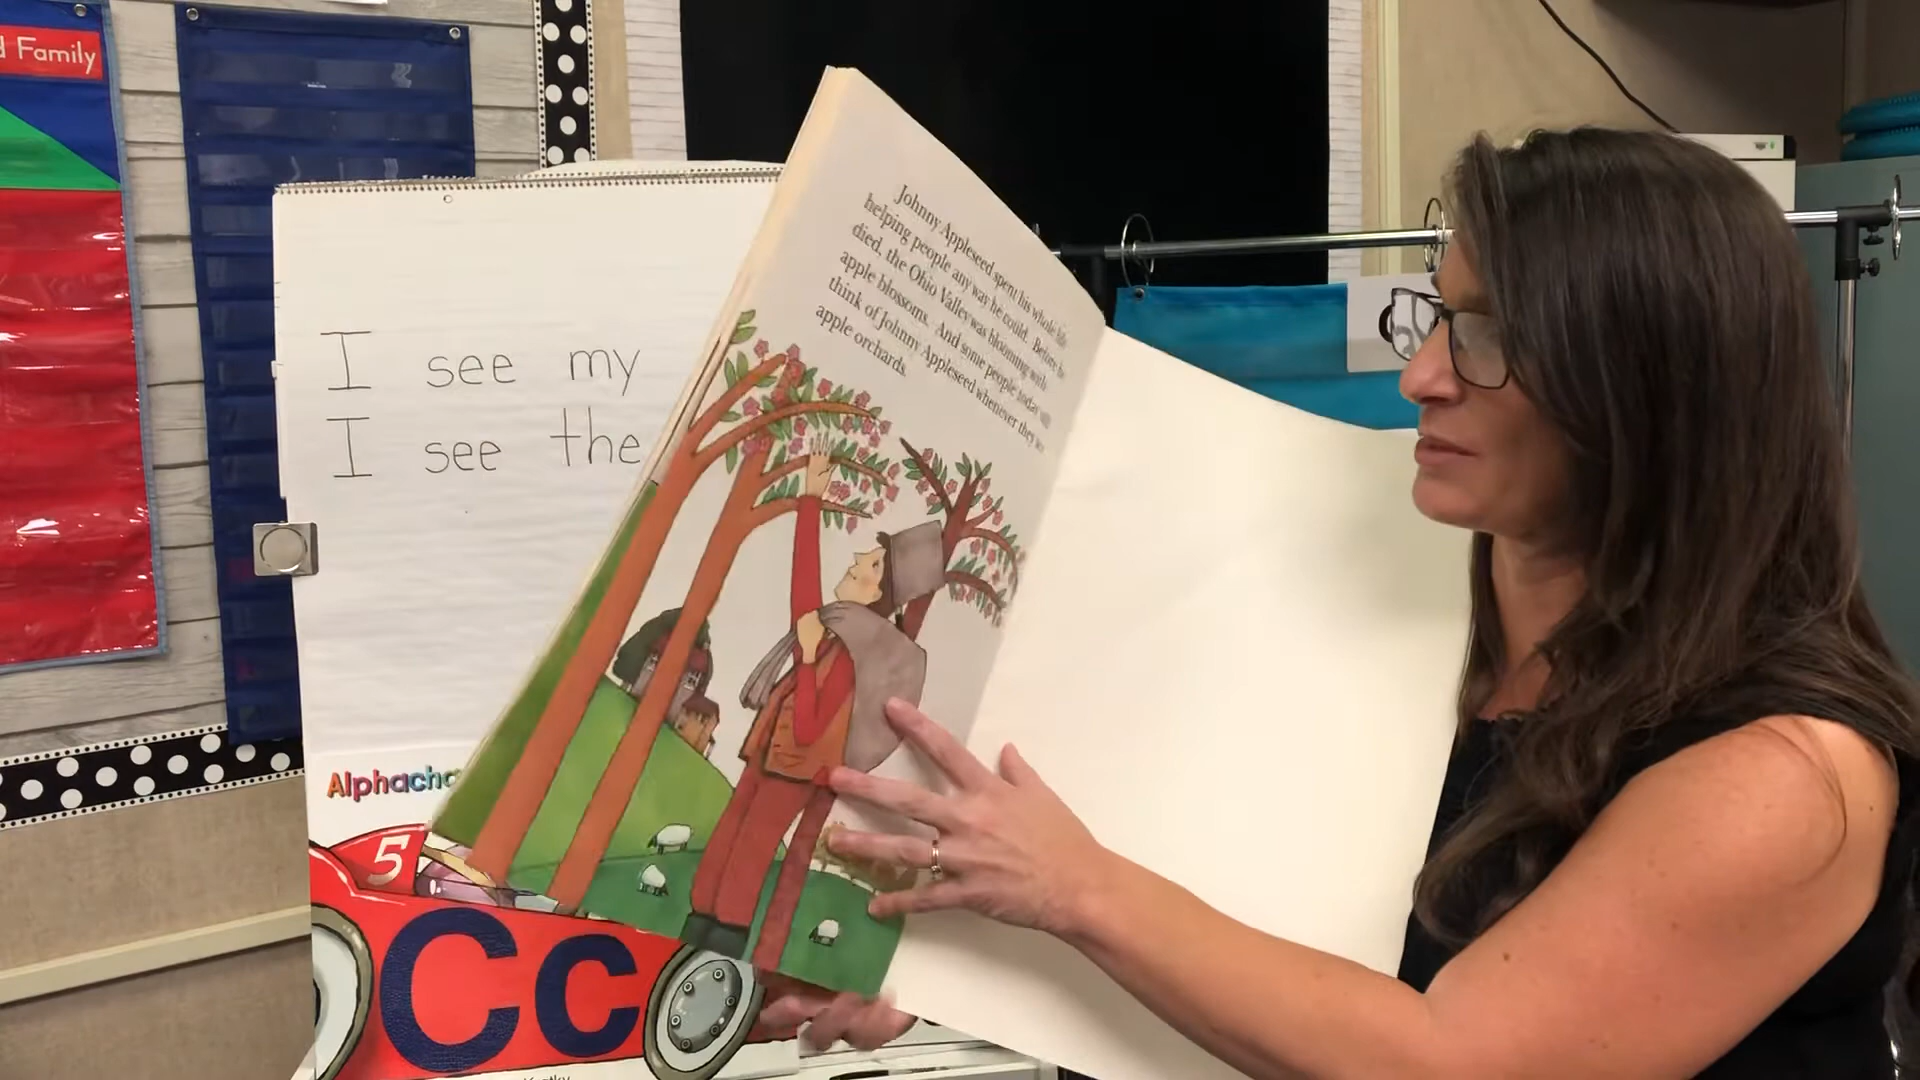 d Family
I see my
I see the
Johnny Appleseed spent his whole life
helping people any way he could. Before he
died, the Ohio Valley was blooming with
apple blossoms. And some people today still
think of Johnny Appleseed whenever they see
apple orchards.
Alphacha
5
Cc